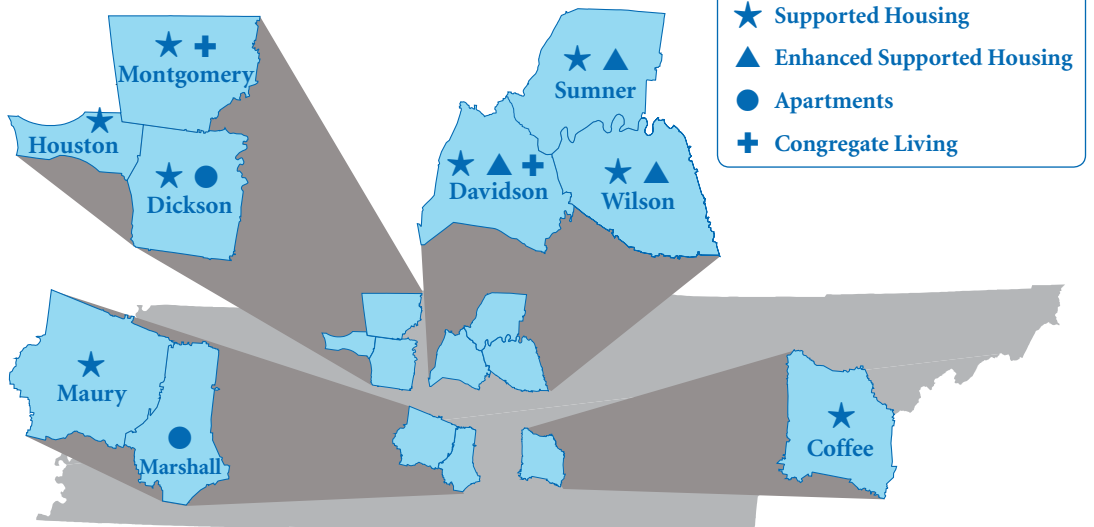 Supported Housing
Enhanced Supported Housing
Apartments
Congregate Living
Montgomery
Houston
Dickson
Sumner
Davidson
Wilson
Maury
Marshall
Coffee